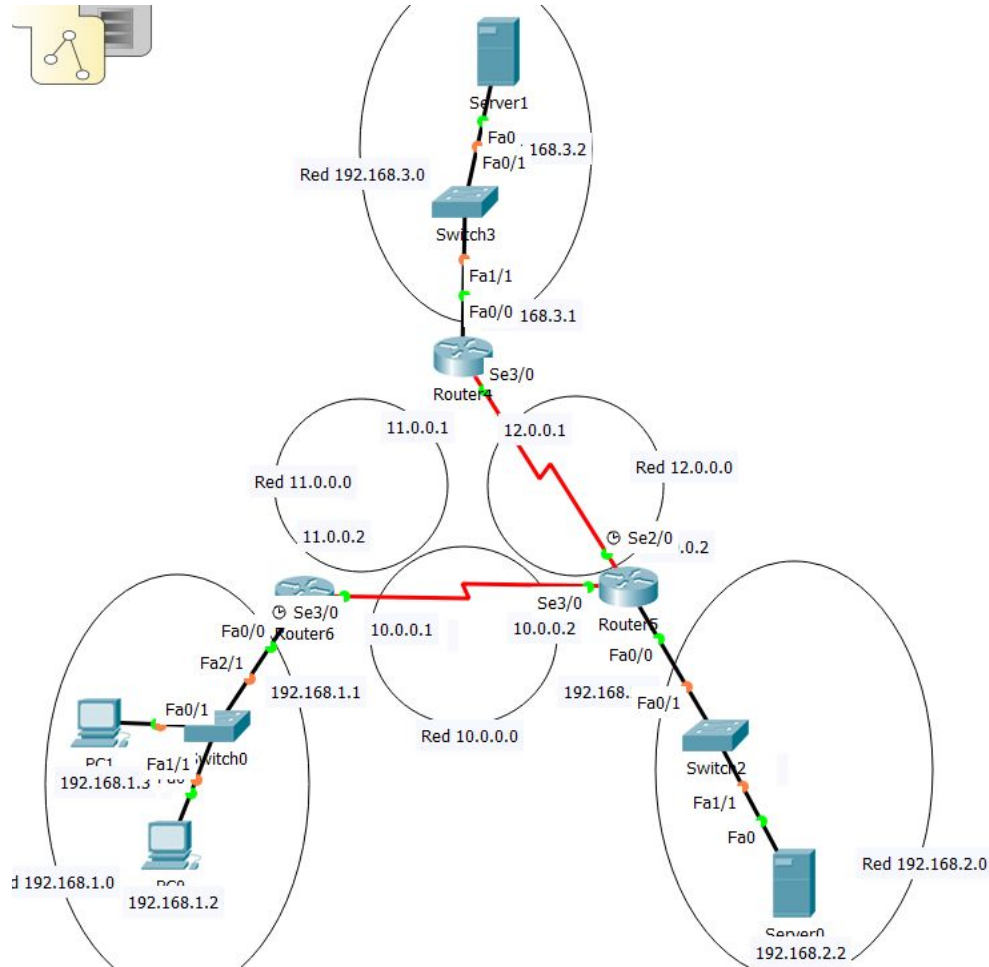 Server1
Fa0
168.3.2
Fa0/1
Red 192.168.3.0
Switch3
Fa1/1
Fa0/0
168.3.1
Se3/0
Router4
11.0.0.1
12.0.0.1
Red 12.0.0.0
Red 11.0.0.0
11.0.0.2
Se2/0
.0.2
Se3/0
Router5
Se3/0
Router6
10.0.0.1
10.0.0.2
Fa0/0
Fa0/0
Fa2/1
192.168.1.1
192.168.
Fa0/1
Fa0/1
Red 10.0.0.0
Switch0
Switch2
PC1
Fa1/1
192.168.1.3
Fa1/1
Fa0
Red 192.168.2.0
d 192.168.1.0
PC0
192.168.1.2
Server0
192.168.2.2